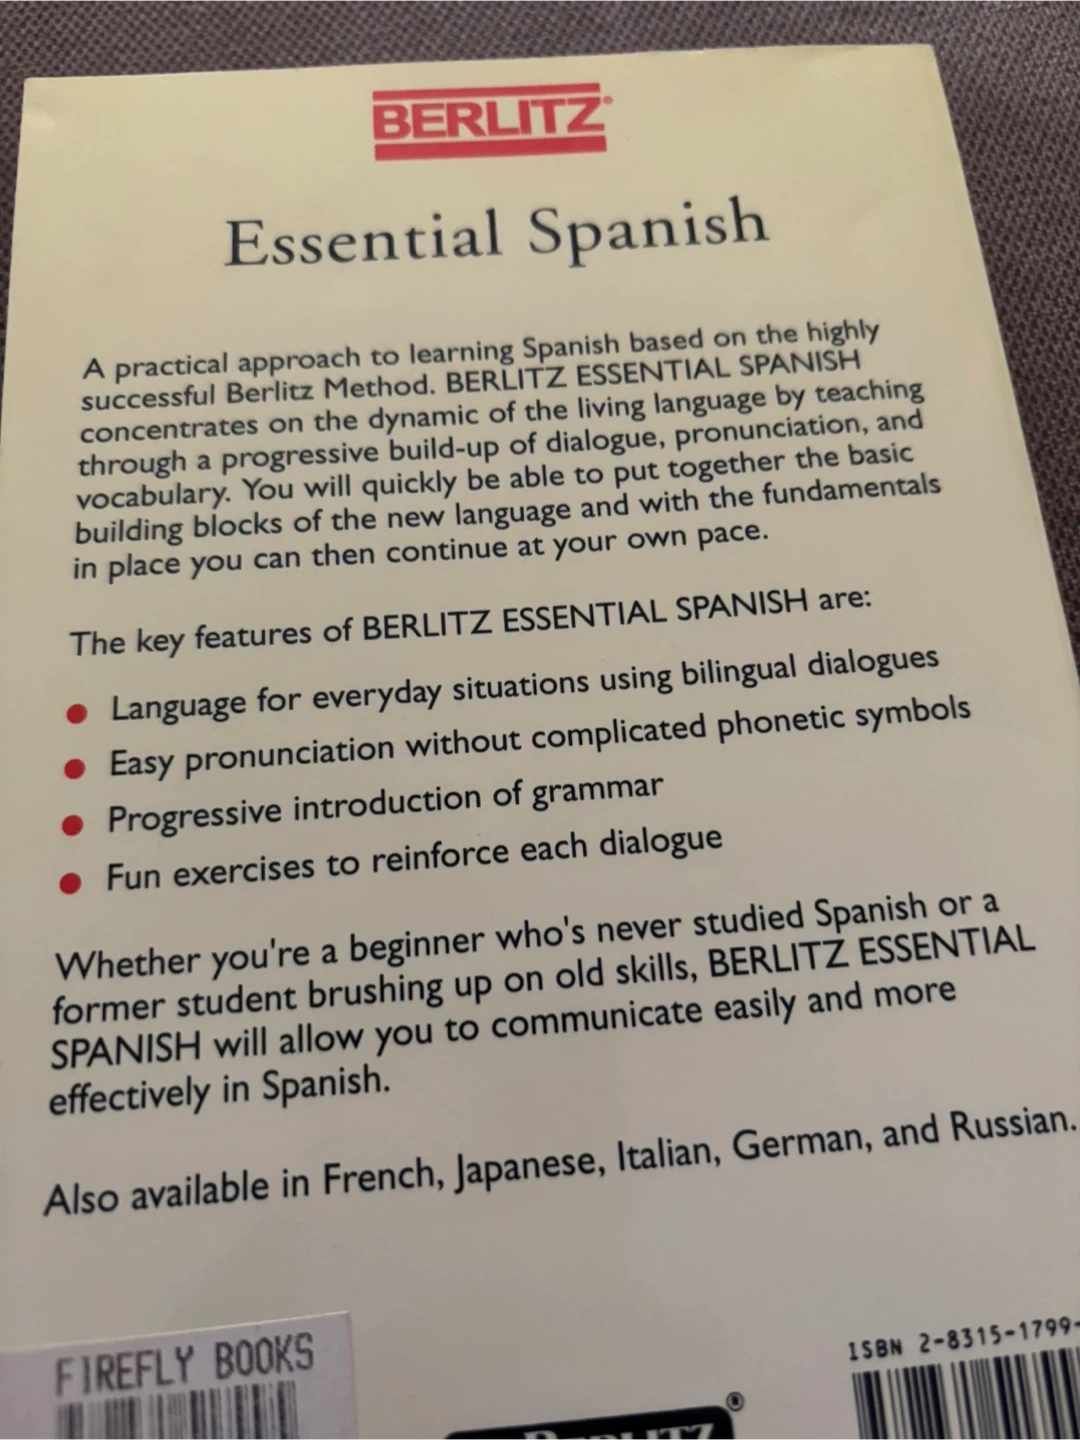 BERLITZ®
Essential Spanish
A practical approach to learning Spanish based on the highly
successful Berlitz Method. BERLITZ ESSENTIAL SPANISH
concentrates on the dynamic of the living language by teaching
through a progressive build-up of dialogue, pronunciation, and
vocabulary. You will quickly be able to put together the basic
building blocks of the new language and with the fundamentals
in place you can then continue at your own pace.
The key features of BERLITZ ESSENTIAL SPANISH are:
● Language for everyday situations using bilingual dialogues
● Easy pronunciation without complicated phonetic symbols
● Progressive introduction of grammar
● Fun exercises to reinforce each dialogue
Whether you're a beginner who's never studied Spanish or a
former student brushing up on old skills, BERLITZ ESSENTIAL
SPANISH will allow you to communicate easily and more
effectively in Spanish.
Also available in French, Japanese, Italian, German, and Russian.
FIREFLY BOOKS
ISBN 2-8315-1799-
BERLITZ®